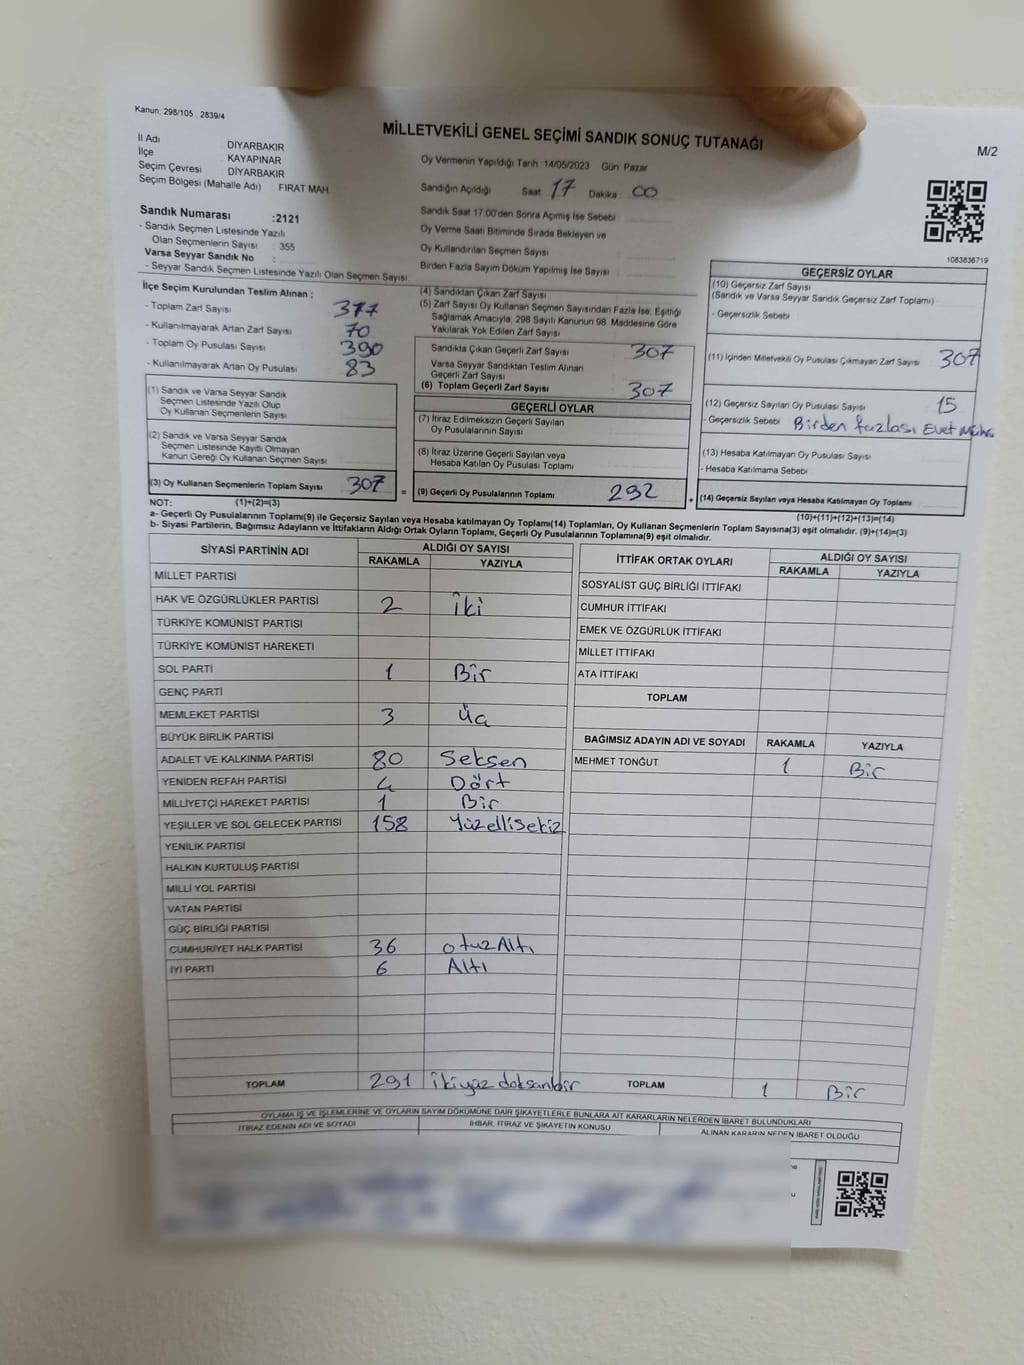 Kanun; 298/105 , 2839/4
MİLLETVEKİLİ GENEL SEÇİMİ SANDIK SONUÇ TUTANAĞI
M/2
İl Adı DİYARBAKIR
İlçe KAYAPINAR
Seçim Çevresi DİYARBAKIR
Seçim Bölgesi (Mahalle Adı) : FIRAT MAH.
Sandık Numarası :2121
- Sandık Seçmen Listesinde Yazılı
Olan Seçmenlerin Sayısı : 355
Varsa Seyyar Sandık No :
- Seyyar Sandık Seçmen Listesinde Yazılı Olan Seçmen Sayısı:
Oy Vermenin Yapıldığı Tarih :14/05/2023 Gün: Pazar
Sandığın Açıldığı Saat: 17 Dakika : 00
Sandık Saat 17.00'den Sonra Açımış İse Sebebi :
Oy Verme Saati Bitiminde Sırada Bekleyen ve
Oy Kullandırılan Seçmen Sayısı :
Birden Fazla Sayım Döküm Yapılmış İse Sayısı :
1083836719
İlçe Seçim Kurulundan Teslim Alınan ;
- Toplam Zarf Sayısı 377
- Kullanılmayarak Artan Zarf Sayısı 70
- Toplam Oy Pusulası Sayısı 390
- Kullanılmayarak Artan Oy Pusulası 83
(1) Sandık ve Varsa Seyyar Sandık
Seçmen Listesinde Yazılı Olup
Oy Kullanan Seçmenlerin Sayısı
(2) Sandık ve Varsa Seyyar Sandık
Seçmen Listesinde Kayıtlı Olmayan
Kanun Gereği Oy Kullanan Seçmen Sayısı
(3) Oy Kullanan Seçmenlerin Toplam Sayısı 307
(1)+(2)=(3)
(4) Sandıktan Çıkan Zarf Sayısı
(5) Zarf Sayısı Oy Kullanan Seçmen Sayısından Fazla İse, Eşitliği
Sağlamak Amacıyla; 298 Sayılı Kanunun 98. Maddesine Göre
Yakılarak Yok Edilen Zarf Sayısı
Sandıkta Çıkan Geçerli Zarf Sayısı 307
Varsa Seyyar Sandıktan Teslim Alınan
Geçerli Zarf Sayısı
(6) Toplam Geçerli Zarf Sayısı 307
GEÇERLİ OYLAR
(7) İtiraz Edilmeksizin Geçerli Sayılan
Oy Pusulalarının Sayısı
(8) İtiraz Üzerine Geçerli Sayılan veya
Hesaba Katılan Oy Pusulası Toplamı
= (9) Geçerli Oy Pusulalarının Toplamı 292 +
GEÇERSİZ OYLAR
(10) Geçersiz Zarf Sayısı
(Sandık ve Varsa Seyyar Sandık Geçersiz Zarf Toplamı)
- Geçersizlik Sebebi
(11) İçinden Milletvekili Oy Pusulası Çıkmayan Zarf Sayısı 307
(12) Geçersiz Sayılan Oy Pusulası Sayısı 15
- Geçersizlik Sebebi Birden fazlası Evet
(13) Hesaba Katılmayan Oy Pusulası Sayısı
- Hesaba Katılmama Sebebi
(14) Geçersiz Sayılan veya Hesaba Katılmayan Oy Toplamı
(10)+(11)+(12)+(13)=(14)
NOT:
a- Geçerli Oy Pusulalarının Toplamı(9) ile Geçersiz Sayılan veya Hesaba katılmayan Oy Toplamı(14) Toplamları, Oy Kullanan Seçmenlerin Toplam Sayısına(3) eşit olmalıdır. (9)+(14)=(3)
b- Siyasi Partilerin, Bağımsız Adayların ve İttifakların Aldığı Ortak Oyların Toplamı, Geçerli Oy Pusulalarının Toplamına(9) eşit olmalıdır.
SİYASİ PARTİNİN ADI ALDIĞI OY SAYISI
RAKAMLA YAZIYLA
MİLLET PARTİSİ
HAK VE ÖZGÜRLÜKLER PARTİSİ 2 iki
TÜRKİYE KOMÜNİST PARTİSİ
TÜRKİYE KOMÜNİST HAREKETİ
SOL PARTİ 1 Bir
GENÇ PARTİ
MEMLEKET PARTİSİ 3 Üç
BÜYÜK BİRLİK PARTİSİ
ADALET VE KALKINMA PARTİSİ 80 Seksen
YENİDEN REFAH PARTİSİ 4 Dört
MİLLİYETÇİ HAREKET PARTİSİ 1 Bir
YEŞİLLER VE SOL GELECEK PARTİSİ 158 Yüzellisekiz
YENİLİK PARTİSİ
HALKIN KURTULUŞ PARTİSİ
MİLLİ YOL PARTİSİ
VATAN PARTİSİ
GÜÇ BİRLİĞİ PARTİSİ
CUMHURİYET HALK PARTİSİ 36 otuzAltı
İYİ PARTİ 6 Altı
TOPLAM 291 ikiyüz doksanbir
İTTİFAK ORTAK OYLARI ALDIĞI OY SAYISI
RAKAMLA YAZIYLA
SOSYALİST GÜÇ BİRLİĞİ İTTİFAKI
CUMHUR İTTİFAKI
EMEK VE ÖZGÜRLÜK İTTİFAKI
MİLLET İTTİFAKI
ATA İTTİFAKI
TOPLAM
BAĞIMSIZ ADAYIN ADI VE SOYADI RAKAMLA YAZIYLA
MEHMET TONĞUT 1 Bir
TOPLAM 1 Bir
OYLAMA İŞ VE İŞLEMLERİNE VE OYLARIN SAYIM DÖKÜMÜNE DAİR ŞİKAYETLERLE BUNLARA AİT KARARLARIN NELERDEN İBARET BULUNDUKLARI
İTİRAZ EDENİN ADI VE SOYADI İHBAR, İTİRAZ VE ŞİKAYETİN KONUSU ALINAN KARARIN NEDEN İBARET OLDUĞU